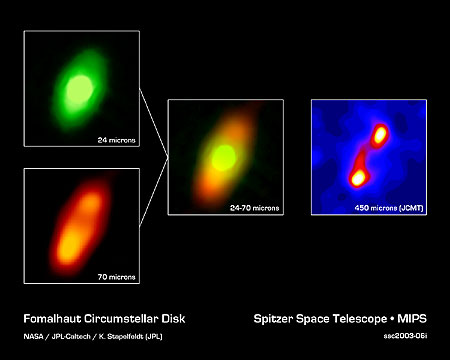 24 microns
70 microns
24-70 microns
450 microns (JCMT)
Fomalhaut Circumstellar Disk
Spitzer Space Telescope • MIPS
NASA / JPL-Caltech / K. Stapelfeldt (JPL)
ssc2003-06i